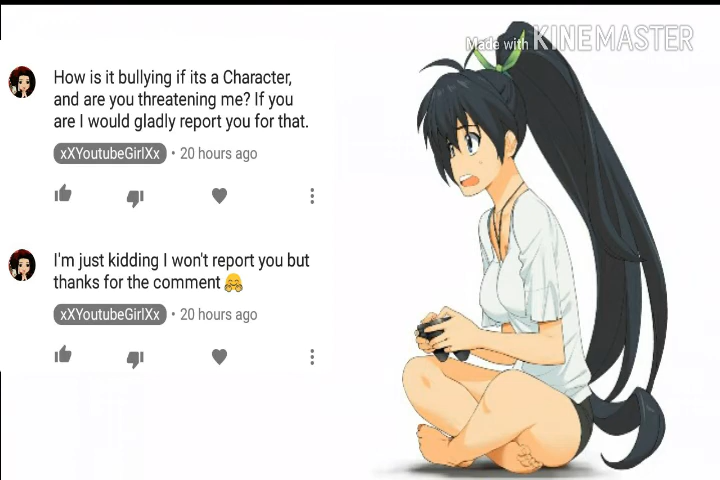 Made with KINEMASTER
How is it bullying if its a Character,
and are you threatening me? If you
are I would gladly report you for that.
xXYoutubeGirlXx • 20 hours ago
I'm just kidding I won't report you but
thanks for the comment 🤗
xXYoutubeGirlXx • 20 hours ago